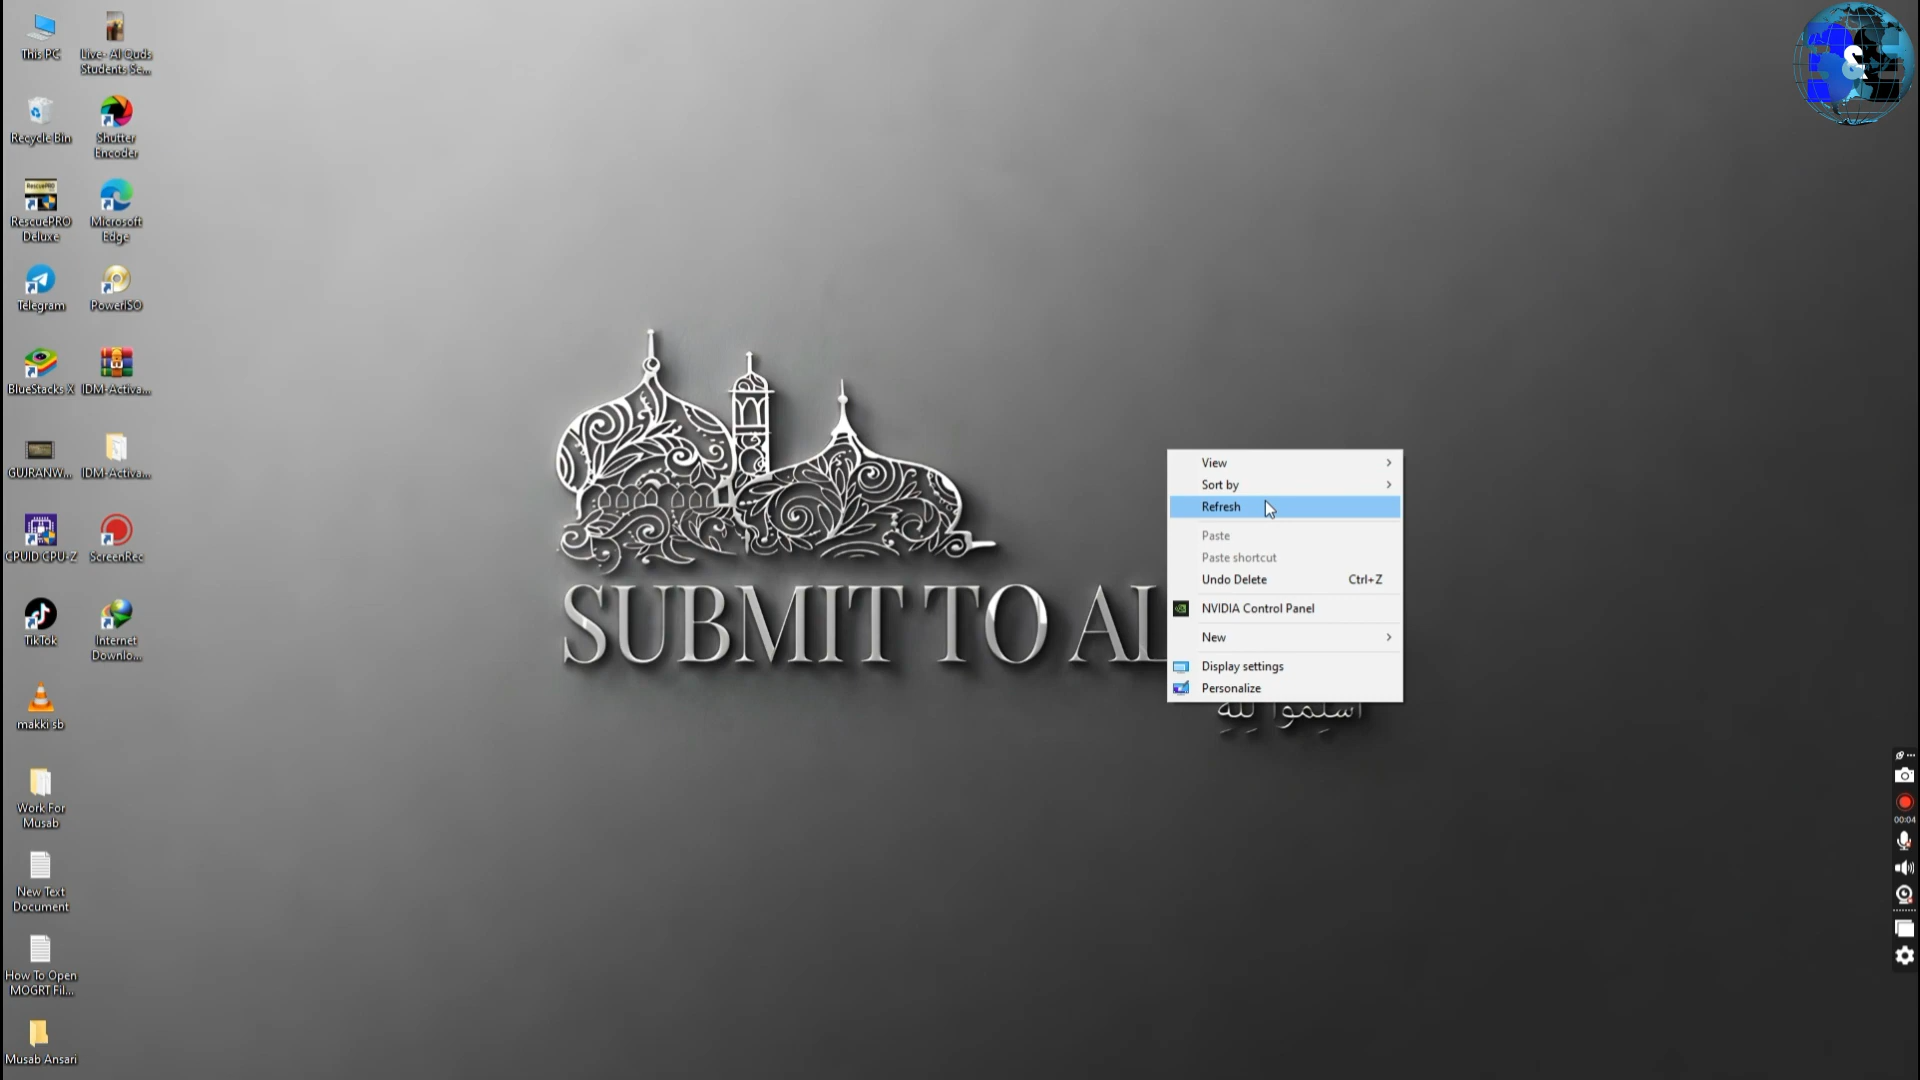 This PC
Live- Al Quds
Students Se...
Recycle Bin
Shutter
Encoder
RescuePRO
Deluxe
Microsoft
Edge
Telegram
PowerISO
BlueStacks X
IDM-Activa...
GUJRANW...
IDM-Activa...
CPUID CPU-Z
ScreenRec
TikTok
Internet
Downlo...
makki sb
Work For
Musab
New Text
Document
How To Open
MOGRT Fil...
Musab Ansari
SUBMIT TO AL
أَسْلِمُوا لِلَّهِ
View
Sort by
Refresh
Paste
Paste shortcut
Undo Delete Ctrl+Z
NVIDIA Control Panel
New
Display settings
Personalize
&
00:04